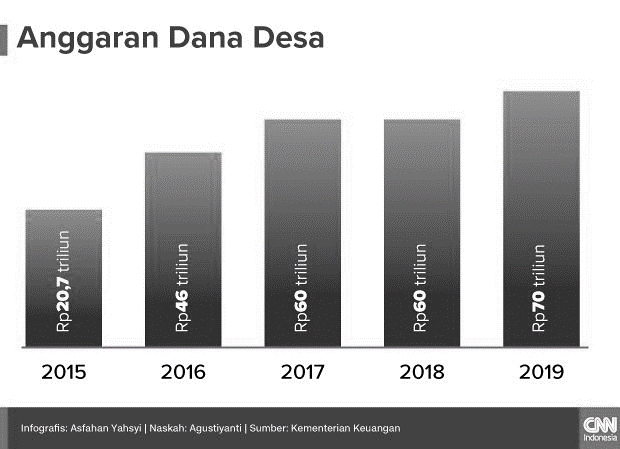 Anggaran Dana Desa
Rp20,7 triliun
Rp46 triliun
Rp60 triliun
Rp60 triliun
Rp70 triliun
2015 2016 2017 2018 2019
Infografis: Asfahan Yahsyi | Naskah: Agustiyanti | Sumber: Kementerian Keuangan
CNN
Indonesia